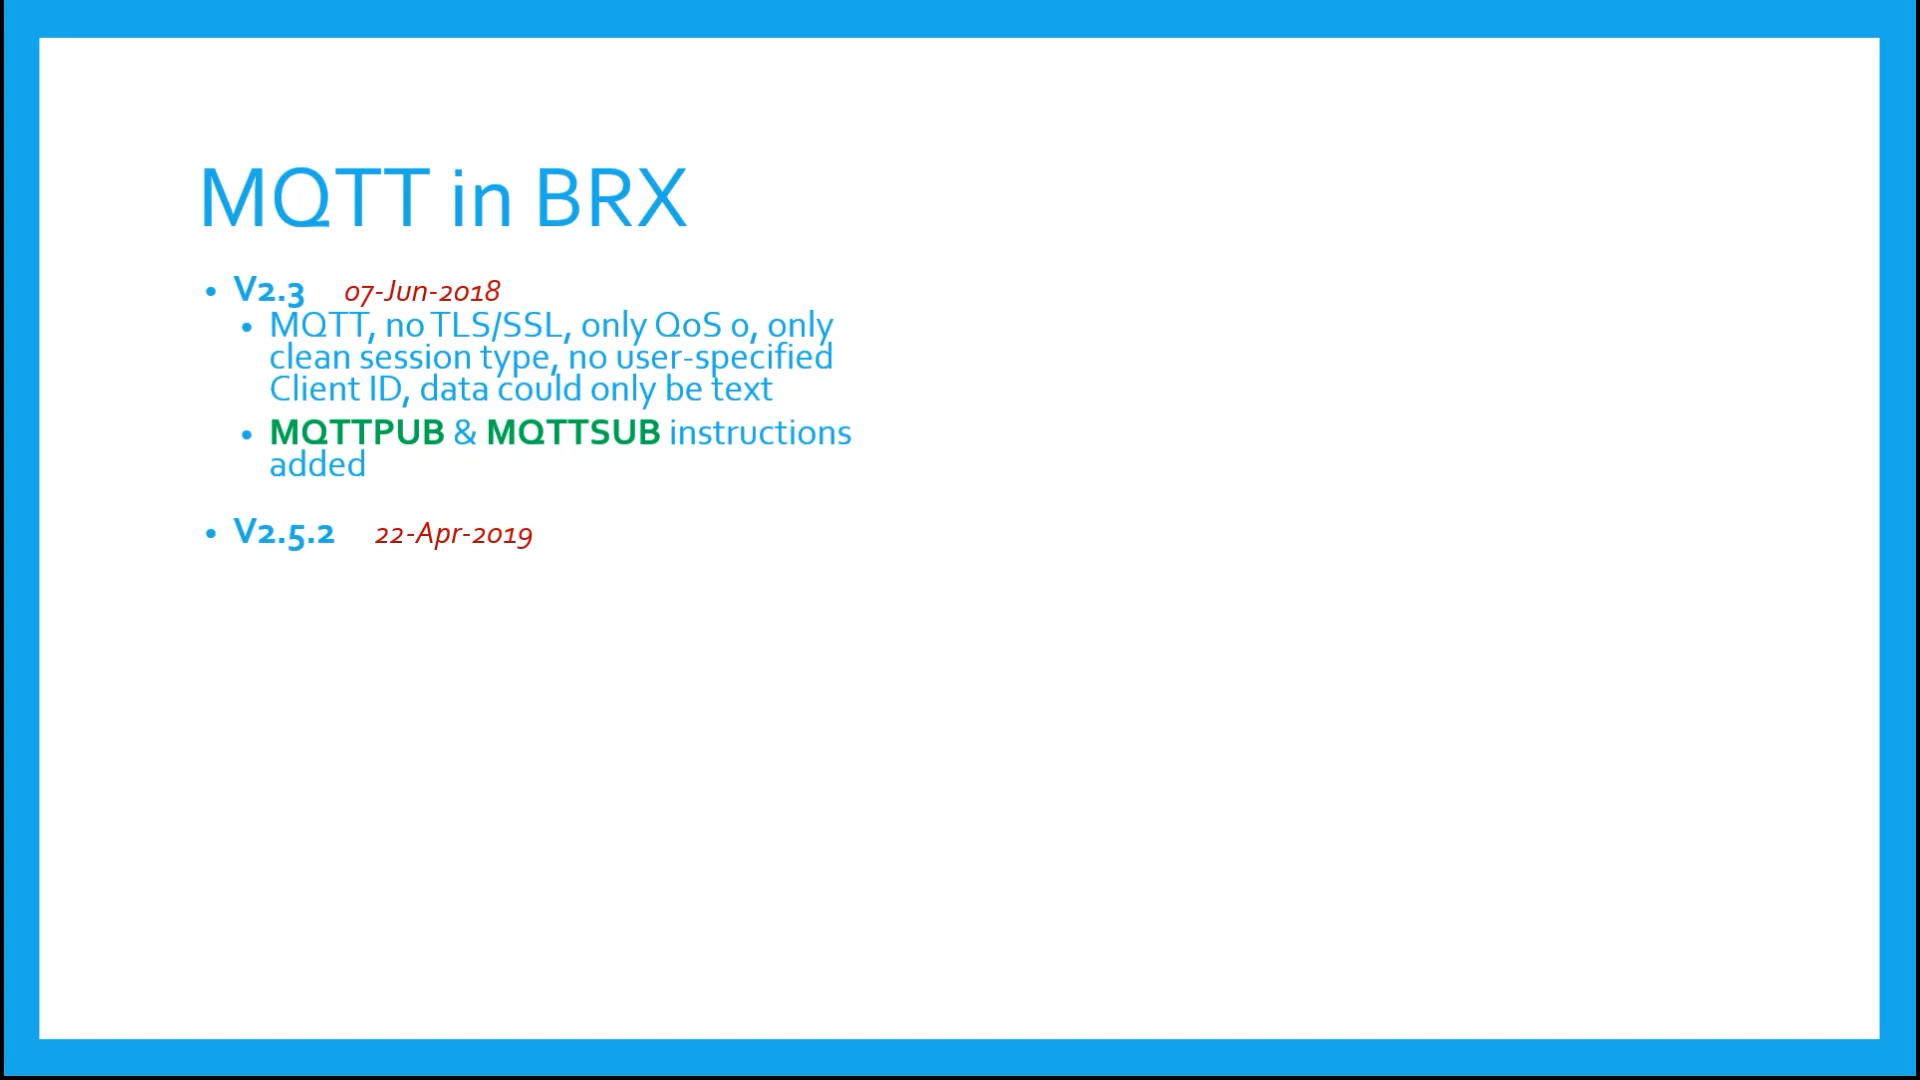 MQTT in BRX
• V2.3 07-Jun-2018
• MQTT, no TLS/SSL, only QoS 0, only
clean session type, no user-specified
Client ID, data could only be text
• MQTTPUB & MQTTSUB instructions
added
• V2.5.2 22-Apr-2019